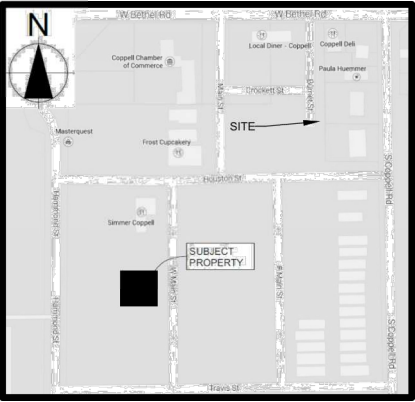 N
W Bethel Rd
W Bethel Rd
Local Diner - Coppell
Coppell Deli
Coppell Chamber
of Commerce
Paula Huemmer
Main St
Crockett St
Burnet St
SITE
Masterquest
Frost Cupcakery
S Coppell Rd
Houston St
Hammond St
Simmer Coppell
SUBJECT
PROPERTY
W Main St
E Main St
Hammond St
S Coppell Rd
Travis St